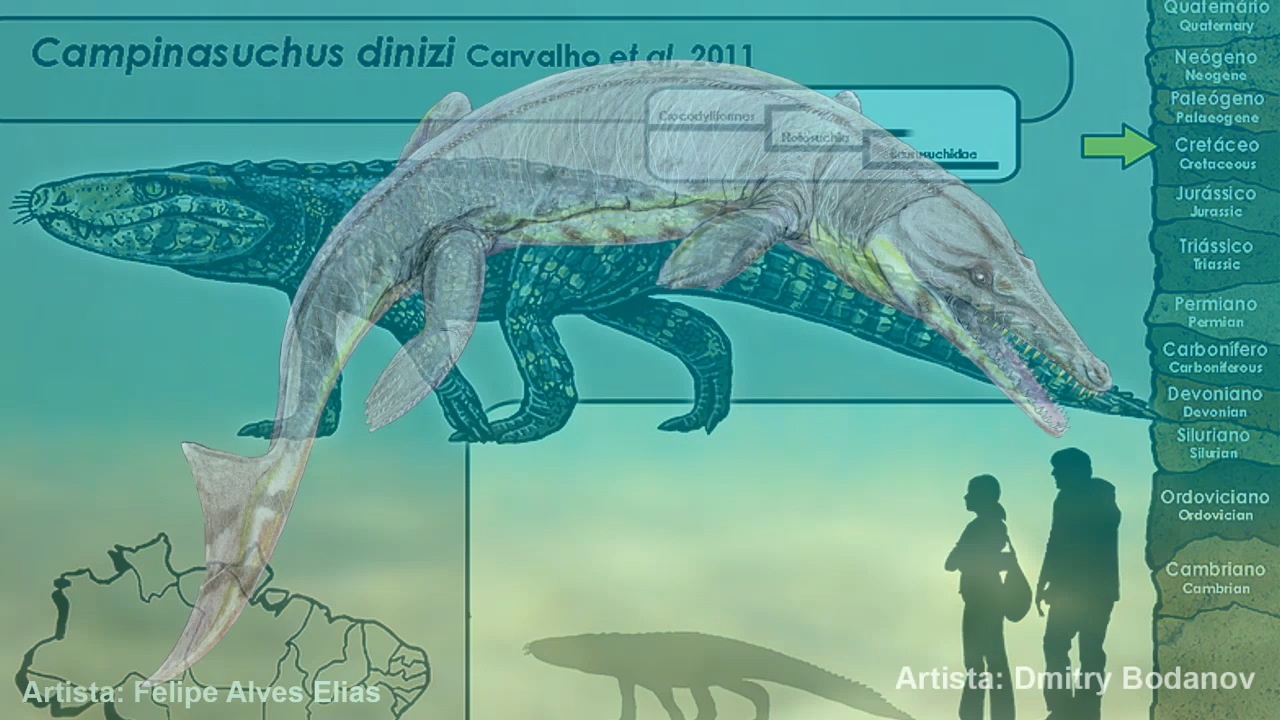 Campinasuchus dinizi Carvalho et al, 2011
Crocodyliformes
Notosuchia
Baurusuchidae
Quaternário
Quaternary
Neógeno
Neogene
Paleógeno
Palaeogene
Cretáceo
Cretaceous
Jurássico
Jurassic
Triássico
Triassic
Permiano
Permian
Carbonífero
Carboniferous
Devoniano
Devonian
Siluriano
Silurian
Ordoviciano
Ordovician
Cambriano
Cambrian
Artista: Felipe Alves Elias
Artista: Dmitry Bodanov